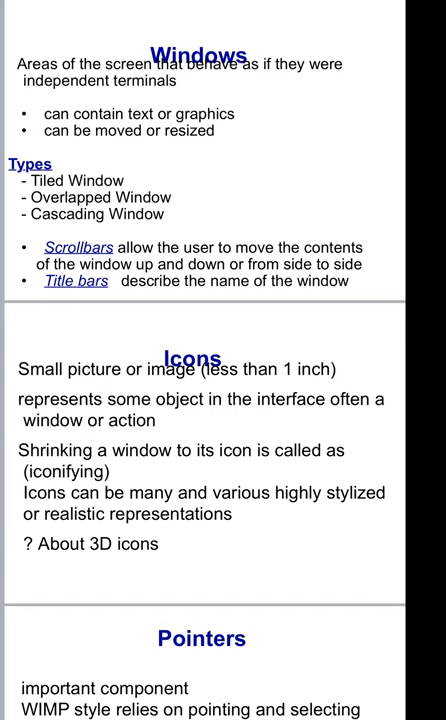 Windows
Areas of the screen that behave as if they were
independent terminals
• can contain text or graphics
• can be moved or resized
Types
- Tiled Window
- Overlapped Window
- Cascading Window
• Scrollbars allow the user to move the contents
of the window up and down or from side to side
• Title bars describe the name of the window
Icons
Small picture or image (less than 1 inch)
represents some object in the interface often a
window or action
Shrinking a window to its icon is called as
(iconifying)
Icons can be many and various highly stylized
or realistic representations
? About 3D icons
Pointers
important component
WIMP style relies on pointing and selecting